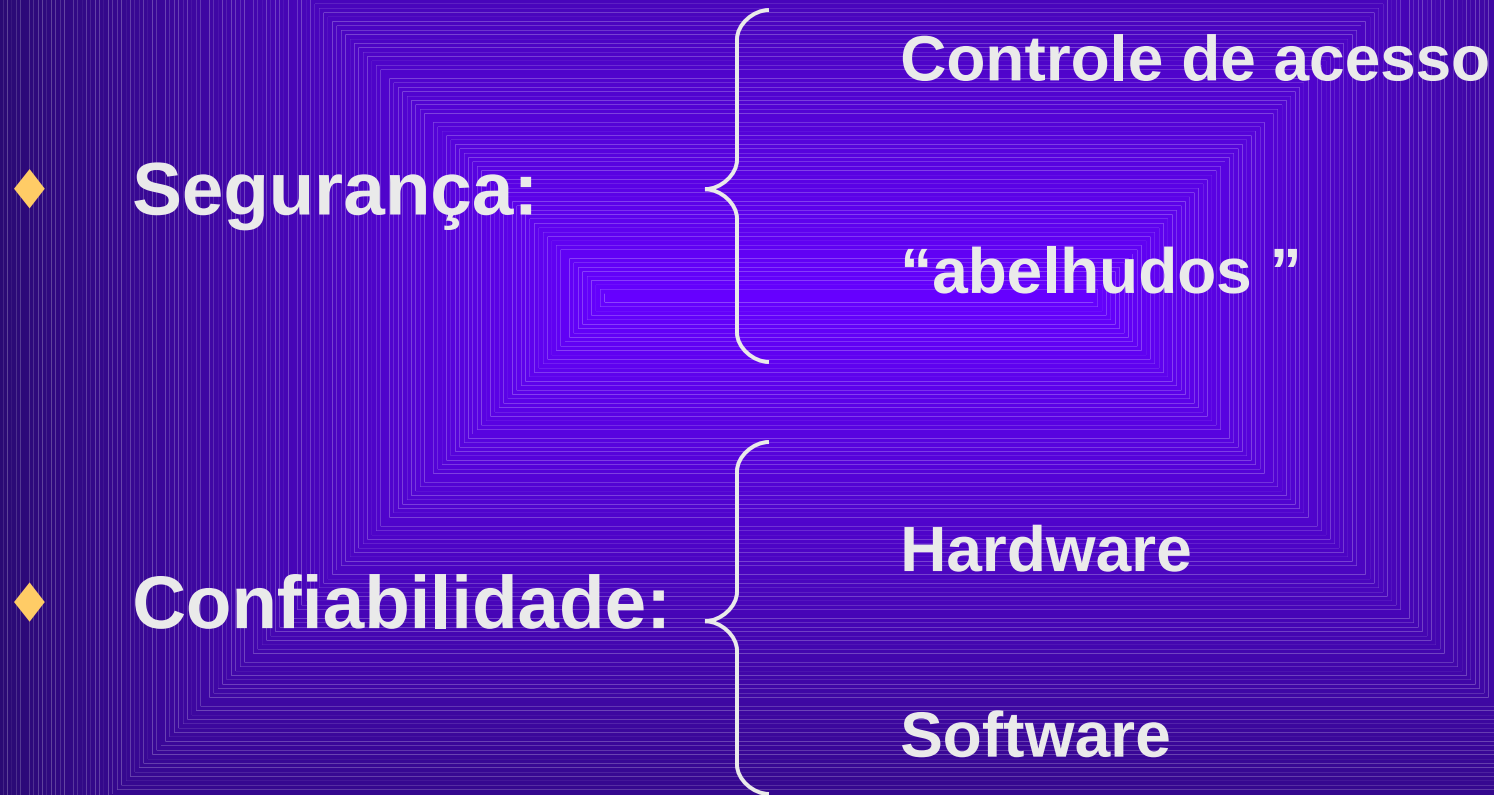 Segurança:
Controle de acesso
“abelhudos ”
Confiabilidade:
Hardware
Software